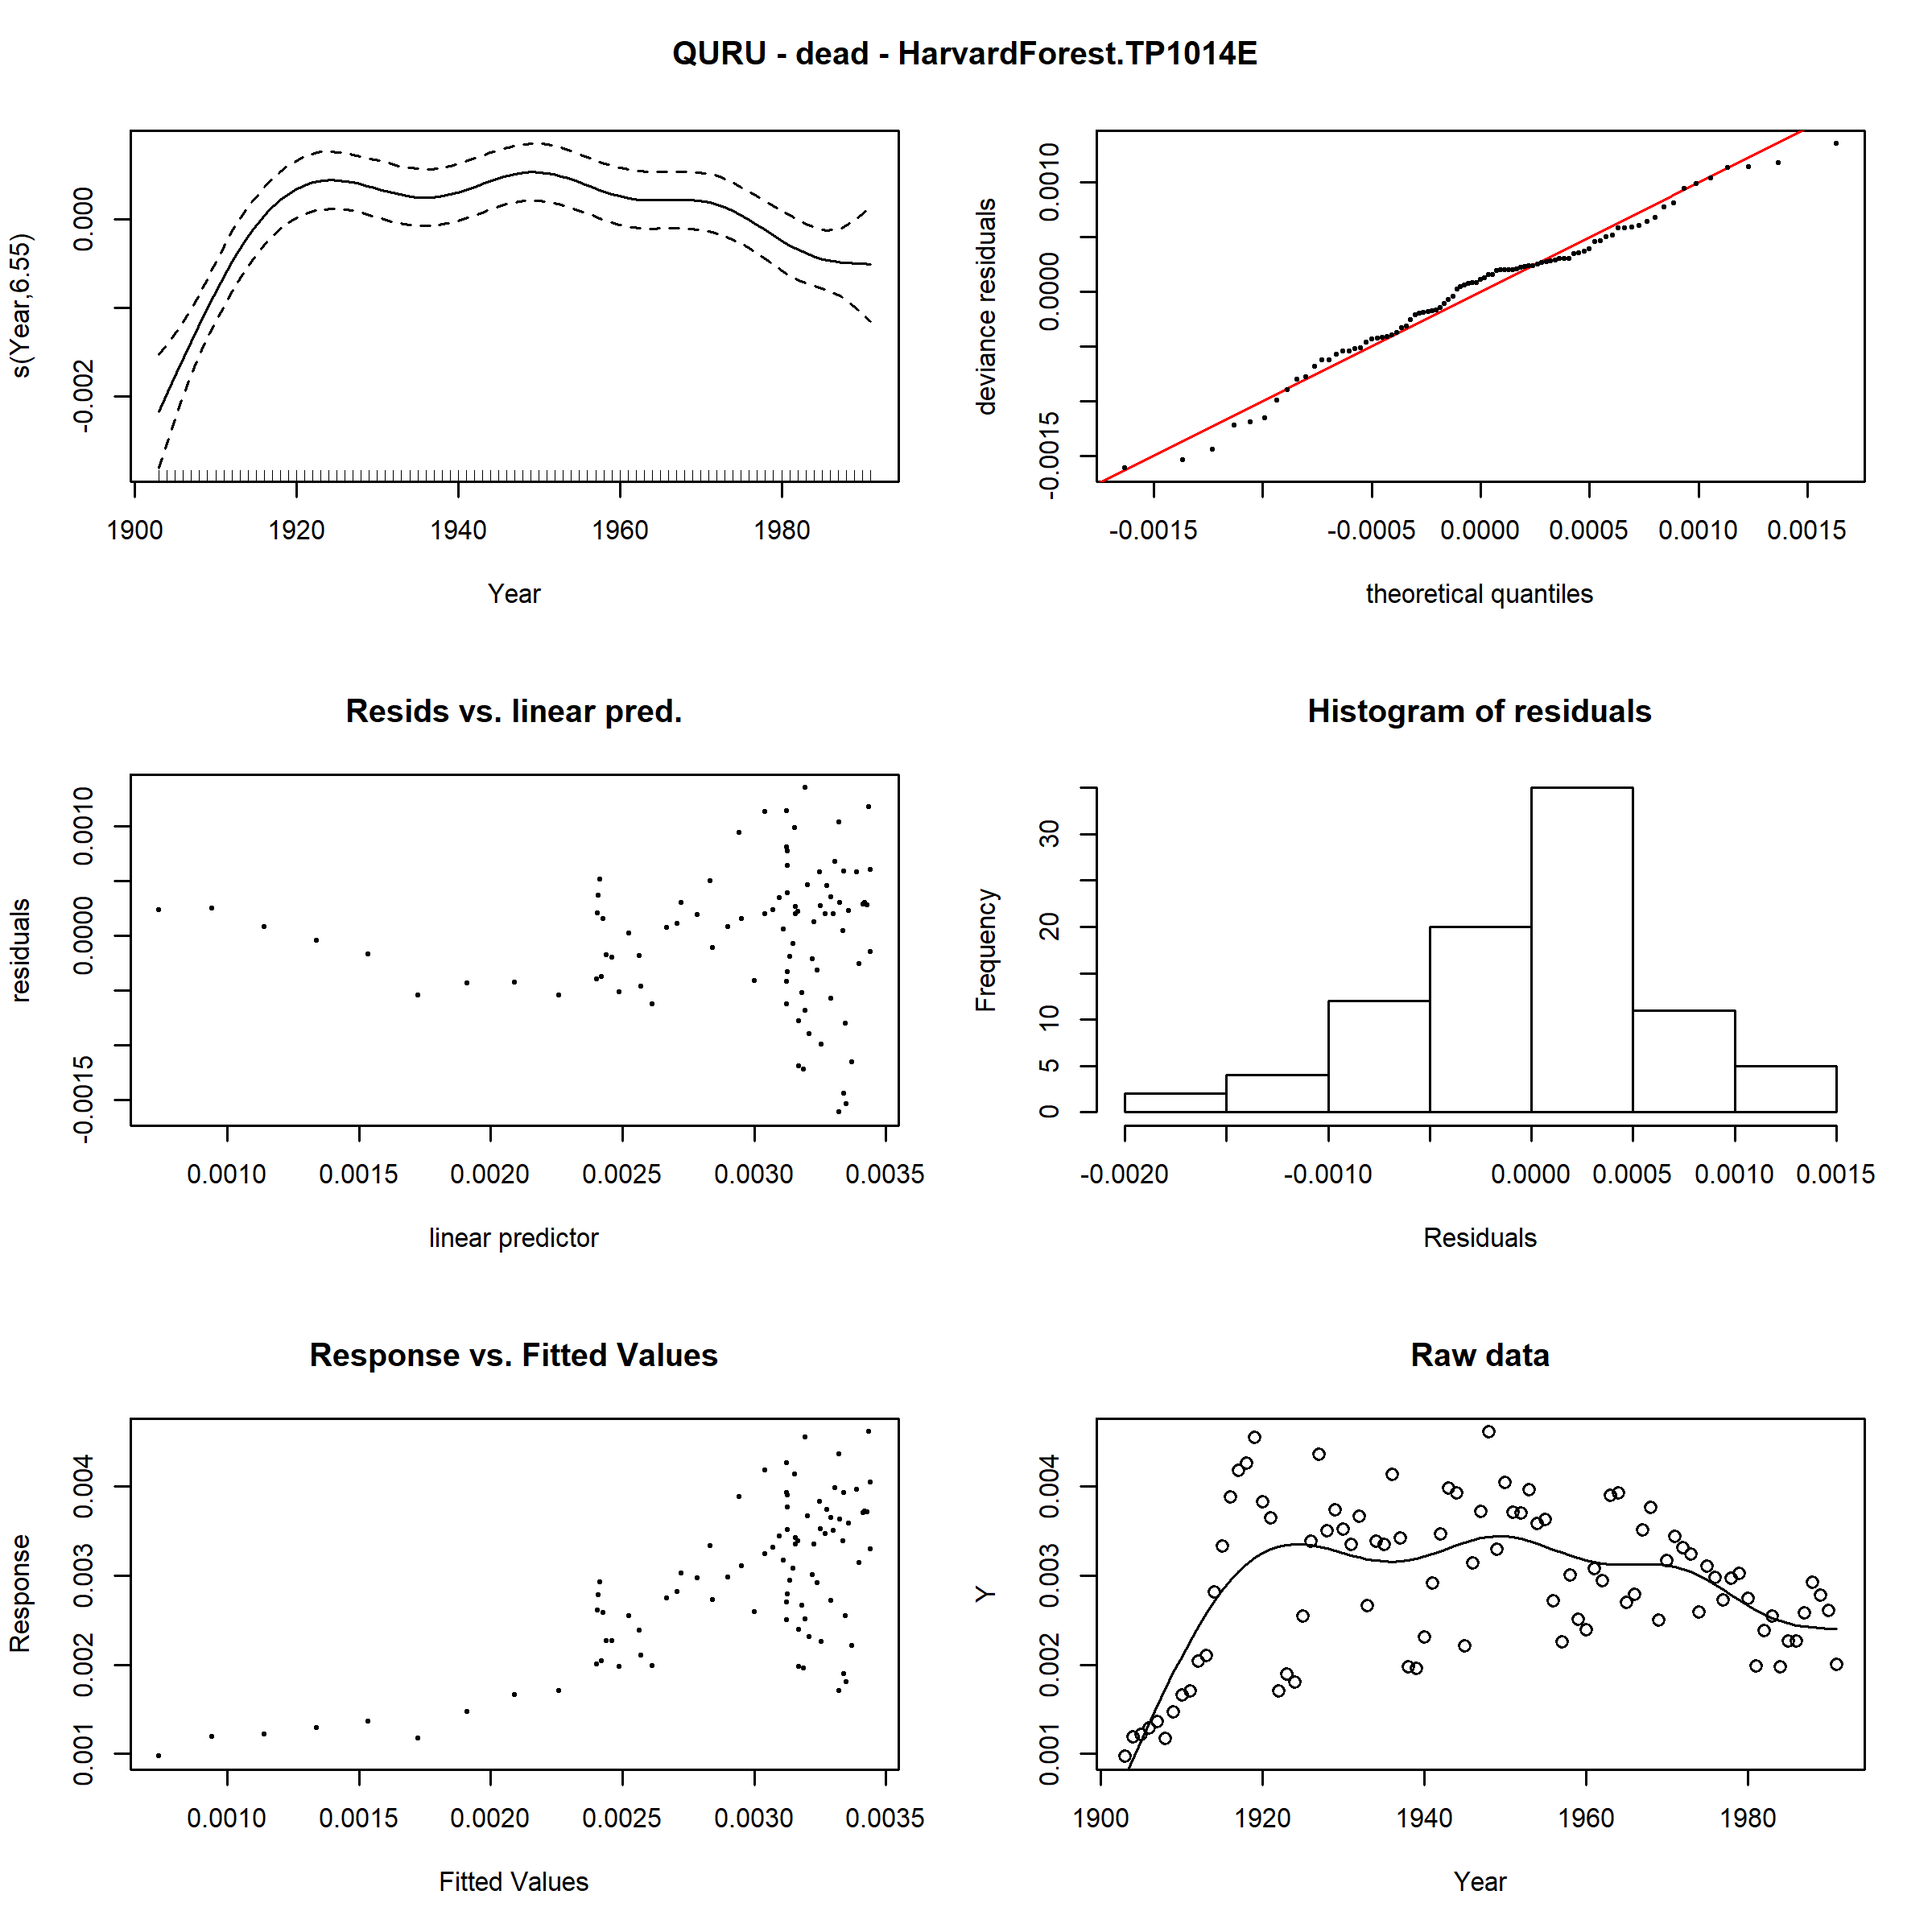 QURU - dead - HarvardForest.TP1014E
s(Year,6.55)
0.000
-0.002
1900 1920 1940 1960 1980
Year
deviance residuals
0.0010
0.0000
-0.0015
-0.0015 -0.0005 0.0000 0.0005 0.0010 0.0015
theoretical quantiles
Resids vs. linear pred.
residuals
0.0010
0.0000
-0.0015
0.0010 0.0015 0.0020 0.0025 0.0030 0.0035
linear predictor
Histogram of residuals
Frequency
30
20
10
5
0
-0.0020 -0.0010 0.0000 0.0005 0.0010 0.0015
Residuals
Response vs. Fitted Values
Response
0.004
0.003
0.002
0.001
0.0010 0.0015 0.0020 0.0025 0.0030 0.0035
Fitted Values
Raw data
Y
0.004
0.003
0.002
0.001
1900 1920 1940 1960 1980
Year